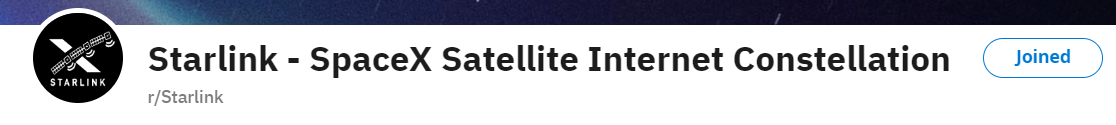 STARLINK
Starlink - SpaceX Satellite Internet Constellation
Joined
r/Starlink